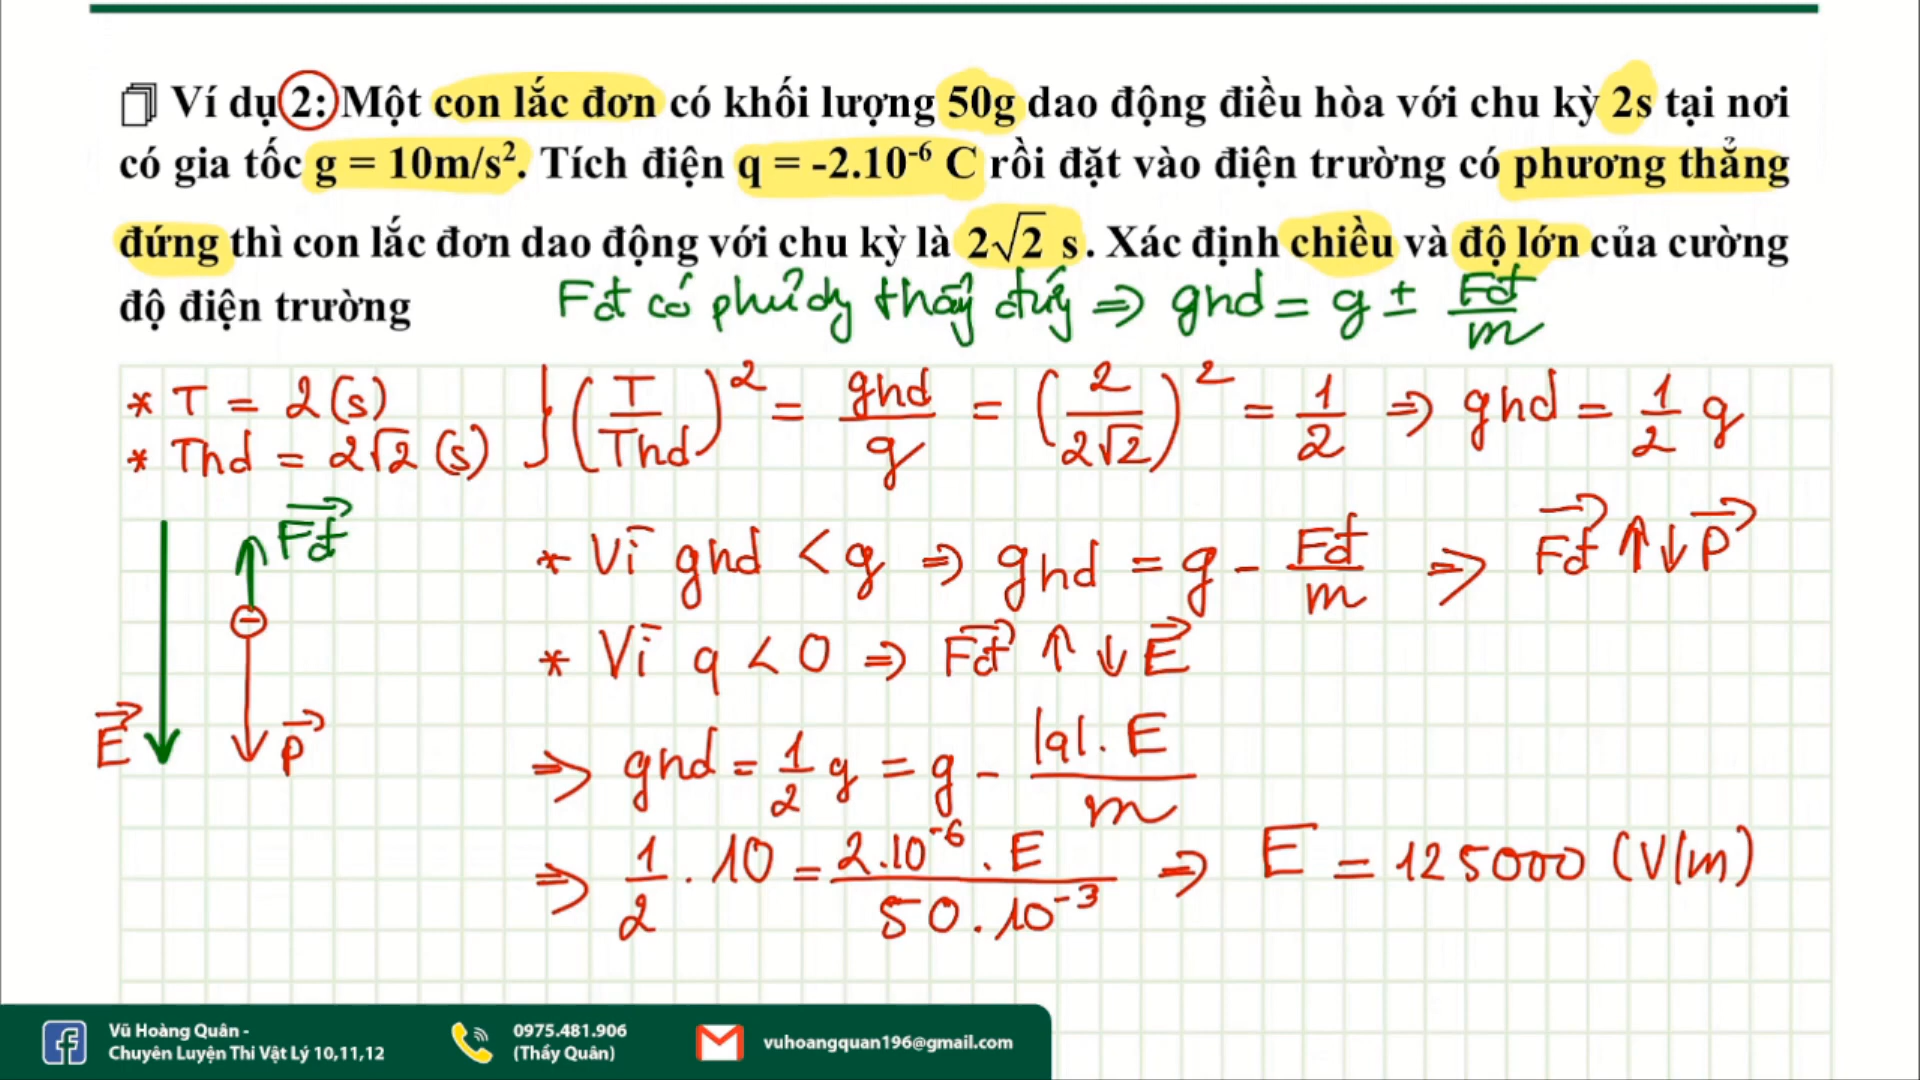 Ví dụ 2: Một con lắc đơn có khối lượng 50g dao động điều hòa với chu kỳ 2s tại nơi
có gia tốc g = 10m/s². Tích điện q = -2.10⁻⁶ C rồi đặt vào điện trường có phương thẳng
đứng thì con lắc đơn dao động với chu kỳ là 2√2 s. Xác định chiều và độ lớn của cường
độ điện trường
Fđ có phương thẳng đứng => ghd = g ± Fđ/m
* T = 2 (s)
* Thd = 2√2 (s)
} (T/Thd)² = ghd/g = (2/2√2)² = 1/2 => ghd = 1/2 g
Fđ
E
P
* Vì ghd < g => ghd = g - Fđ/m => Fđ ↑↓ P
* Vì q < 0 => Fđ ↑↓ E
=> ghd = 1/2 g = g - |q|.E/m
=> 1/2 . 10 = 2.10⁻⁶ . E / 50.10⁻³ => E = 125000 (V/m)
Vũ Hoàng Quân -
Chuyên Luyện Thi Vật Lý 10,11,12
0975.481.906
(Thầy Quân)
vuhoangquan196@gmail.com